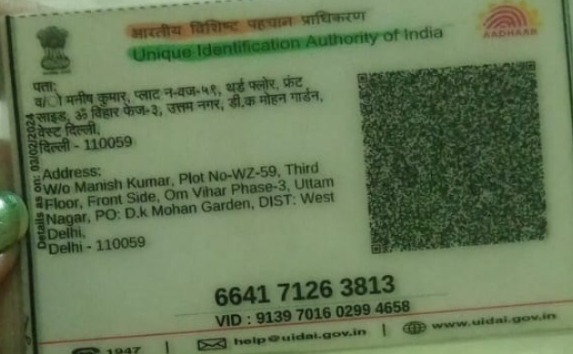 भारतीय विशिष्ट पहचान प्राधिकरण
Unique Identification Authority of India
AADHAAR
पता:
व/ो मनीष कुमार, प्लाट न-वज-५९, थर्ड फ्लोर, फ्रंट
साइड, ॐ विहार फेज-३, उत्तम नगर, डी.क मोहन गार्डन,
वेस्ट दिल्ली,
दिल्ली - 110059
Address:
W/o Manish Kumar, Plot No-WZ-59, Third
Floor, Front Side, Om Vihar Phase-3, Uttam
Nagar, PO: D.k Mohan Garden, DIST: West
Delhi,
Delhi - 110059
Details as on: 03/02/2024
6641 7126 3813
VID : 9139 7016 0299 4658
1947 | help@uidai.gov.in | www.uidai.gov.in